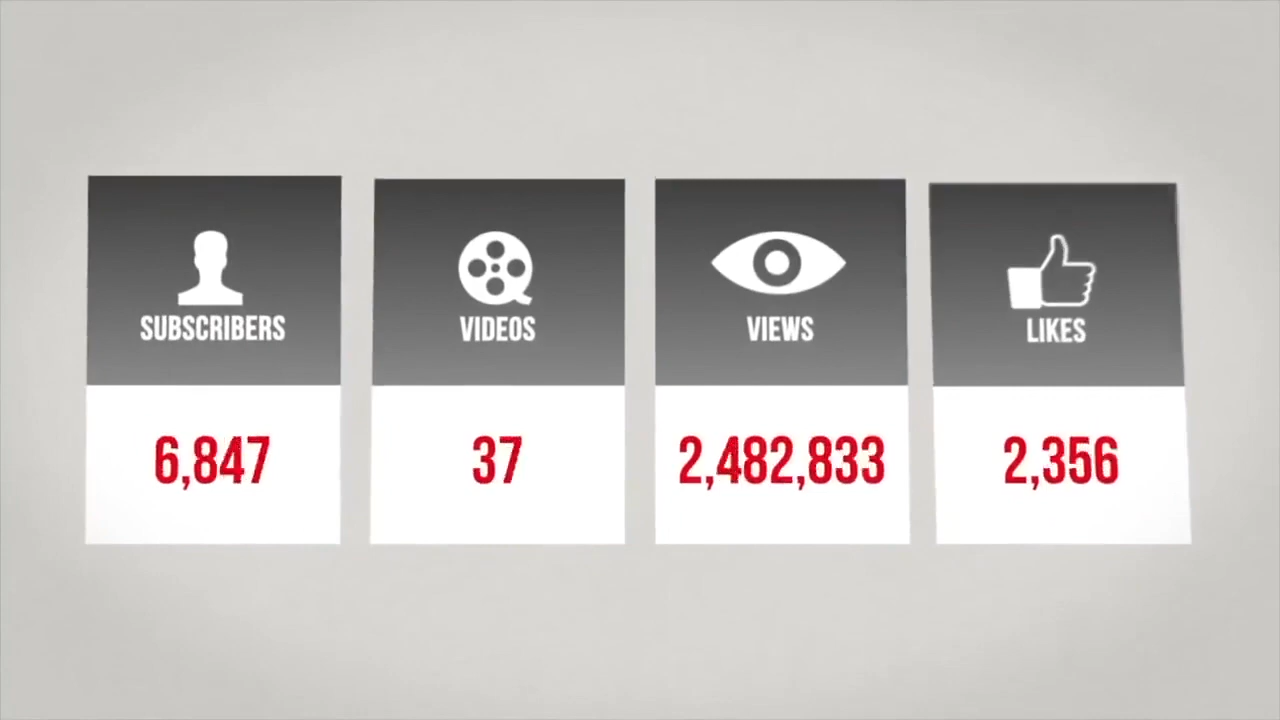 SUBSCRIBERS
6,847
VIDEOS
37
VIEWS
2,482,833
LIKES
2,356